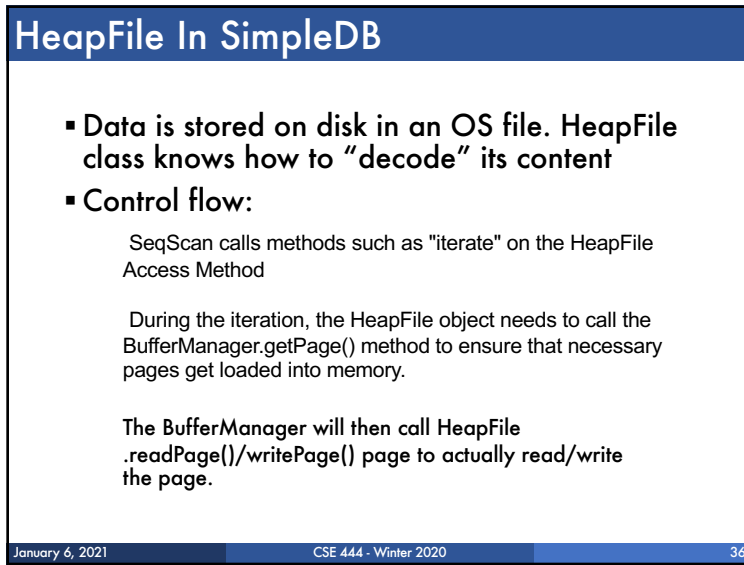 HeapFile In SimpleDB
▪ Data is stored on disk in an OS file. HeapFile
class knows how to “decode” its content
▪ Control flow:
SeqScan calls methods such as "iterate" on the HeapFile
Access Method
During the iteration, the HeapFile object needs to call the
BufferManager.getPage() method to ensure that necessary
pages get loaded into memory.
The BufferManager will then call HeapFile
.readPage()/writePage() page to actually read/write
the page.
January 6, 2021 CSE 444 - Winter 2020 36